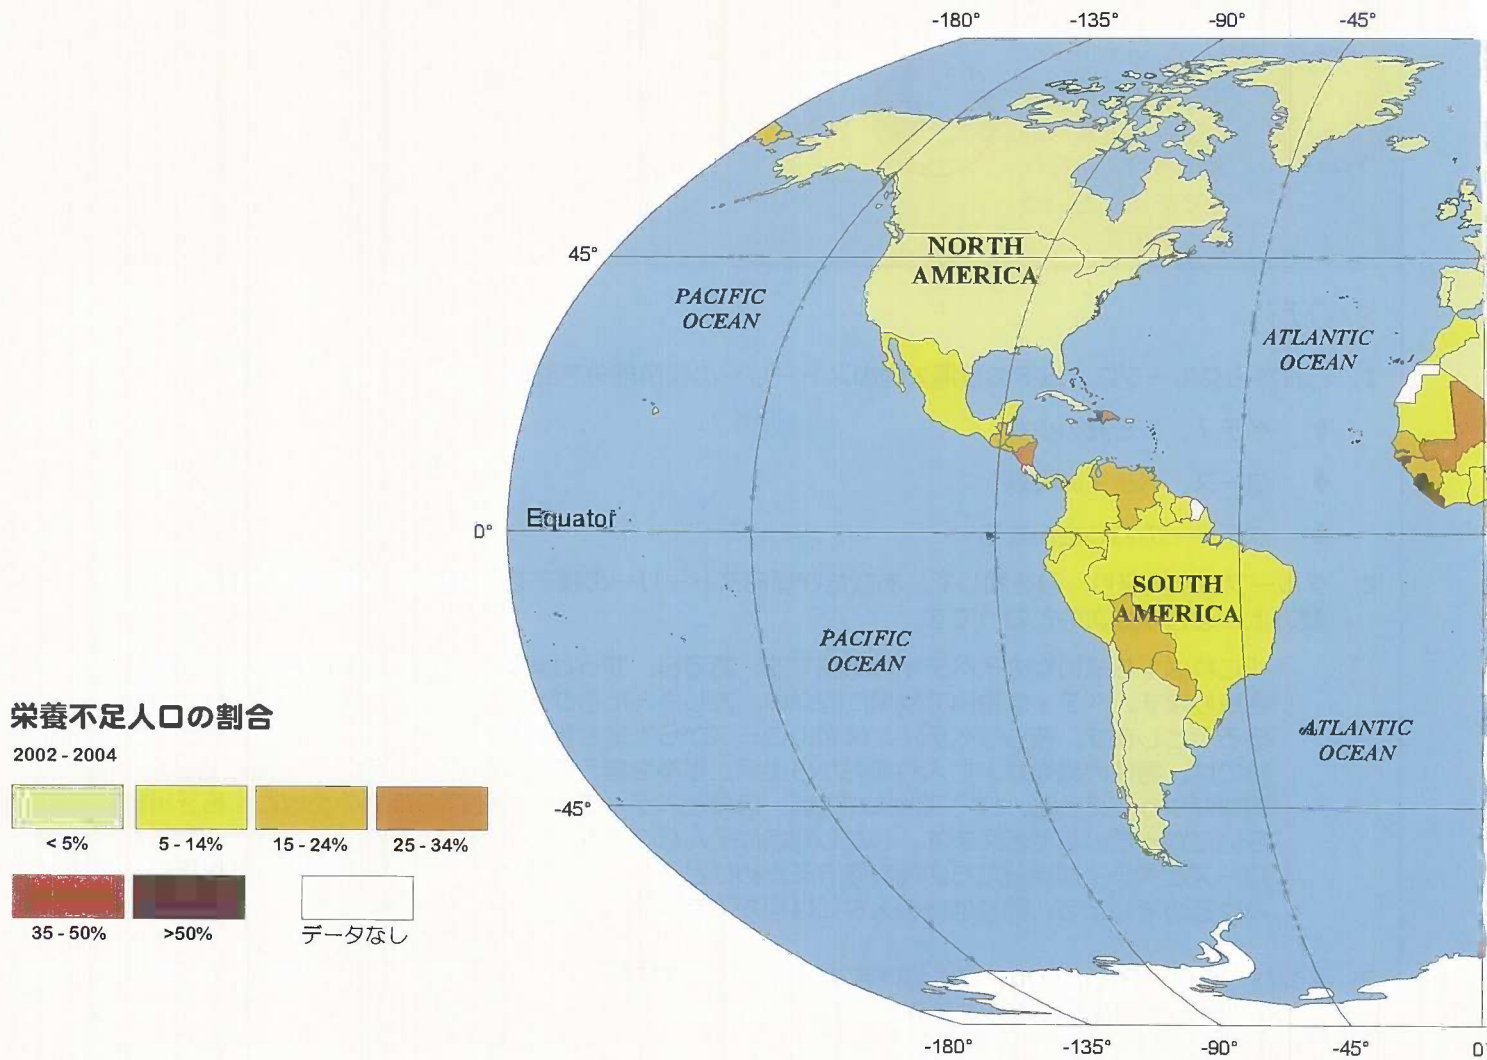 -180° -135° -90° -45°
45°
NORTH
AMERICA
PACIFIC
OCEAN
ATLANTIC
OCEAN
0°
Equator
SOUTH
AMERICA
PACIFIC
OCEAN
ATLANTIC
OCEAN
-45°
栄養不足人口の割合
2002 - 2004
< 5% 5 - 14% 15 - 24% 25 - 34%
35 - 50% >50% データなし
-180° -135° -90° -45° 0